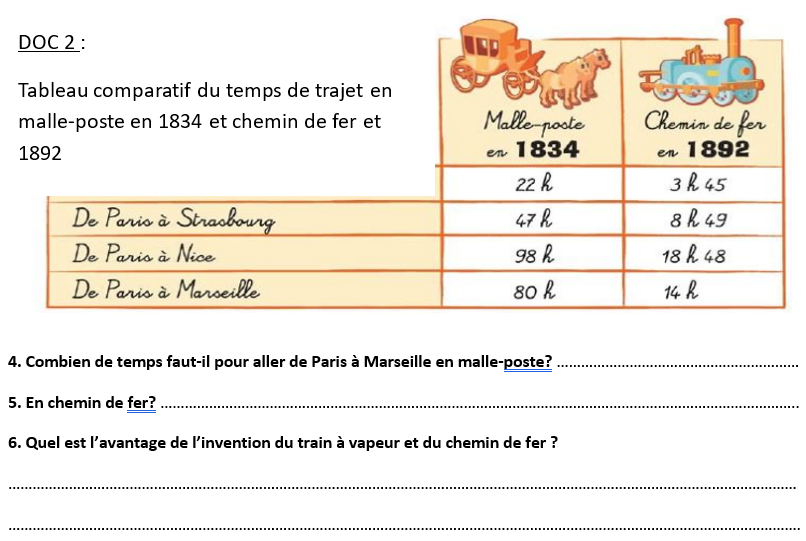 DOC 2 :
Tableau comparatif du temps de trajet en
malle-poste en 1834 et chemin de fer et
1892
Malle-poste
en 1834
Chemin de fer
en 1892
22 h 3 h 45
De Paris à Strasbourg 47 h 8 h 49
De Paris à Nice 98 h 18 h 48
De Paris à Marseille 80 h 14 h
4. Combien de temps faut-il pour aller de Paris à Marseille en malle-poste? ............................................................
5. En chemin de fer? ................................................................................................................................................................
6. Quel est l’avantage de l’invention du train à vapeur et du chemin de fer ?